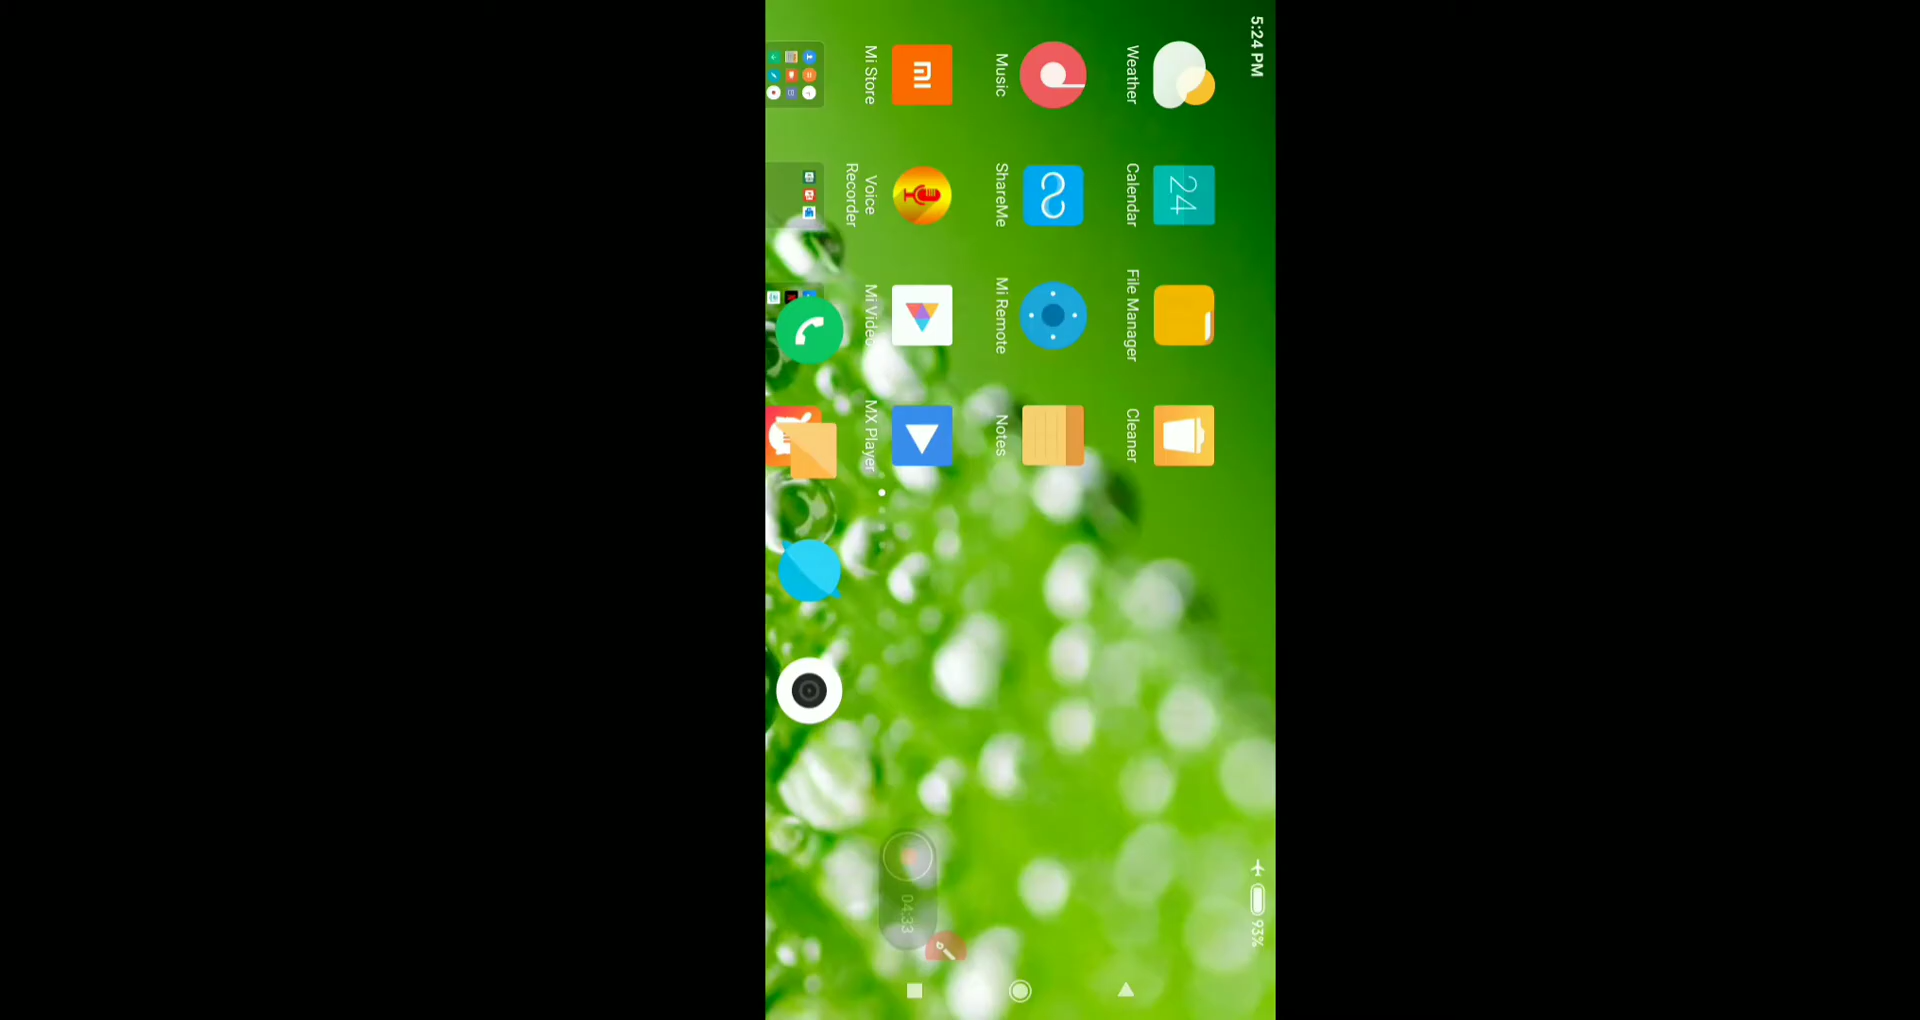 5:24 PM
93%
24
Weather
Calendar
File Manager
Cleaner
Music
ShareMe
Mi Remote
Notes
Mi Store
Voice
Recorder
Mi Video
MX Player
04:33